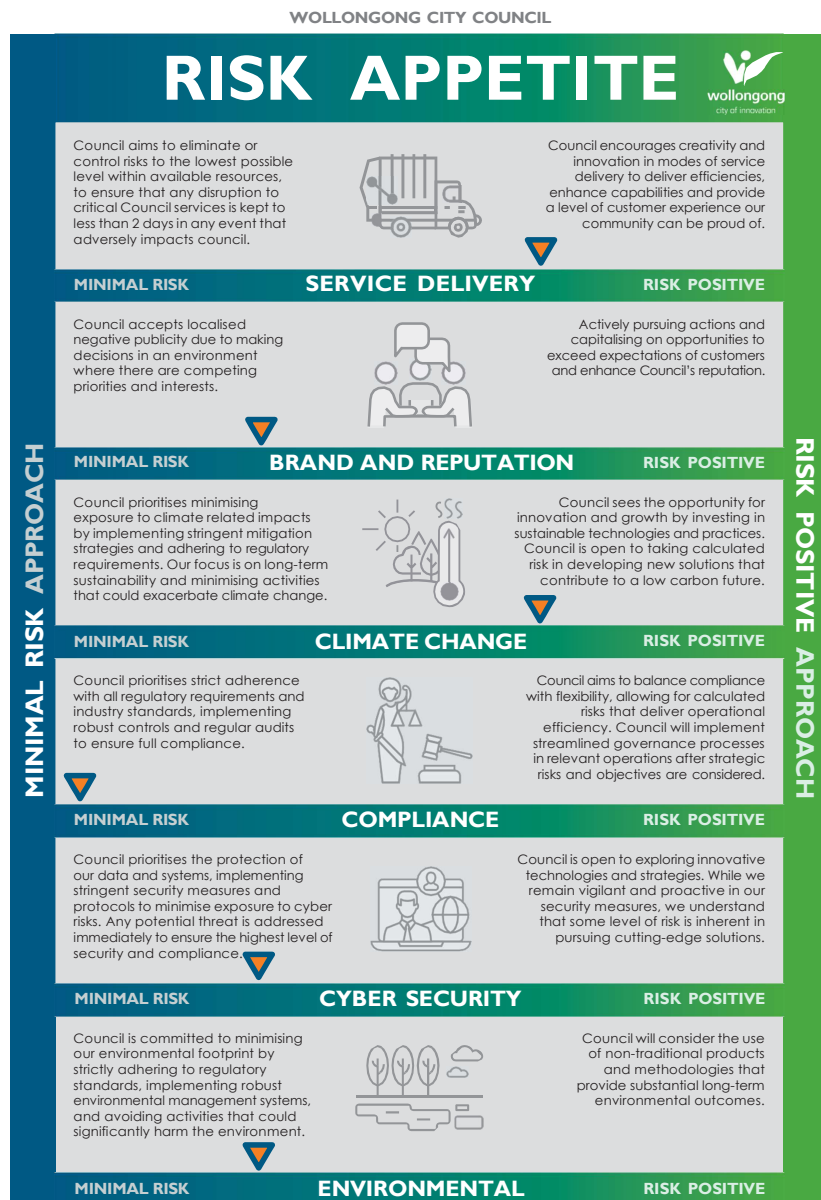 WOLLONGONG CITY COUNCIL
RISK APPETITE
wollongong
city of innovation
MINIMAL RISK APPROACH
RISK POSITIVE APPROACH
Council aims to eliminate or
control risks to the lowest possible
level within available resources,
to ensure that any disruption to
critical Council services is kept to
less than 2 days in any event that
adversely impacts council.
Council encourages creativity and
innovation in modes of service
delivery to deliver efficiencies,
enhance capabilities and provide
a level of customer experience our
community can be proud of.
MINIMAL RISK
SERVICE DELIVERY
RISK POSITIVE
Council accepts localised
negative publicity due to making
decisions in an environment
where there are competing
priorities and interests.
Actively pursuing actions and
capitalising on opportunities to
exceed expectations of customers
and enhance Council's reputation.
MINIMAL RISK
BRAND AND REPUTATION
RISK POSITIVE
Council prioritises minimising
exposure to climate related impacts
by implementing stringent mitigation
strategies and adhering to regulatory
requirements. Our focus is on long-term
sustainability and minimising activities
that could exacerbate climate change.
Council sees the opportunity for
innovation and growth by investing in
sustainable technologies and practices.
Council is open to taking calculated
risk in developing new solutions that
contribute to a low carbon future.
MINIMAL RISK
CLIMATE CHANGE
RISK POSITIVE
Council prioritises strict adherence
with all regulatory requirements and
industry standards, implementing
robust controls and regular audits
to ensure full compliance.
Council aims to balance compliance
with flexibility, allowing for calculated
risks that deliver operational
efficiency. Council will implement
streamlined governance processes
in relevant operations after strategic
risks and objectives are considered.
MINIMAL RISK
COMPLIANCE
RISK POSITIVE
Council prioritises the protection of
our data and systems, implementing
stringent security measures and
protocols to minimise exposure to cyber
risks. Any potential threat is addressed
immediately to ensure the highest level of
security and compliance.
Council is open to exploring innovative
technologies and strategies. While we
remain vigilant and proactive in our
security measures, we understand
that some level of risk is inherent in
pursuing cutting-edge solutions.
MINIMAL RISK
CYBER SECURITY
RISK POSITIVE
Council is committed to minimising
our environmental footprint by
strictly adhering to regulatory
standards, implementing robust
environmental management systems,
and avoiding activities that could
significantly harm the environment.
Council will consider the use
of non-traditional products
and methodologies that
provide substantial long-term
environmental outcomes.
MINIMAL RISK
ENVIRONMENTAL
RISK POSITIVE